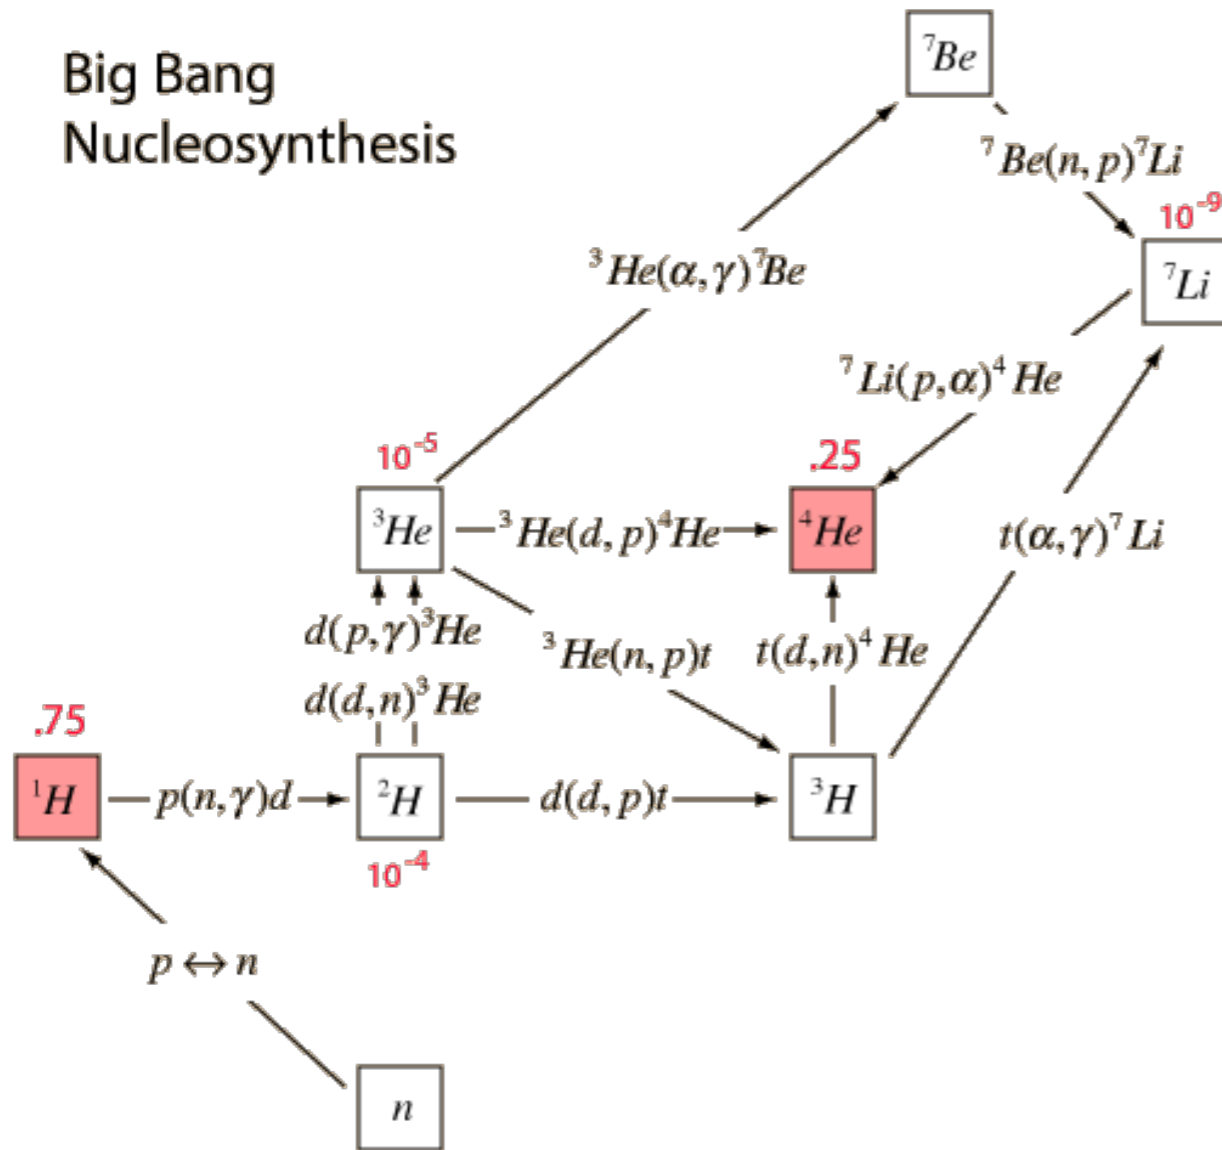 Big Bang
Nucleosynthesis
⁷Be
⁷Be(n, p)⁷Li
10⁻⁹
⁷Li
³He(α, γ)⁷Be
⁷Li(p, α)⁴He
10⁻⁵
.25
³He
³He(d, p)⁴He
⁴He
t(α, γ)⁷Li
d(p, γ)³He
³He(n, p)t
t(d, n)⁴He
d(d, n)³He
.75
¹H
p(n, γ)d
²H
d(d, p)t
³H
10⁻⁴
p ↔ n
n